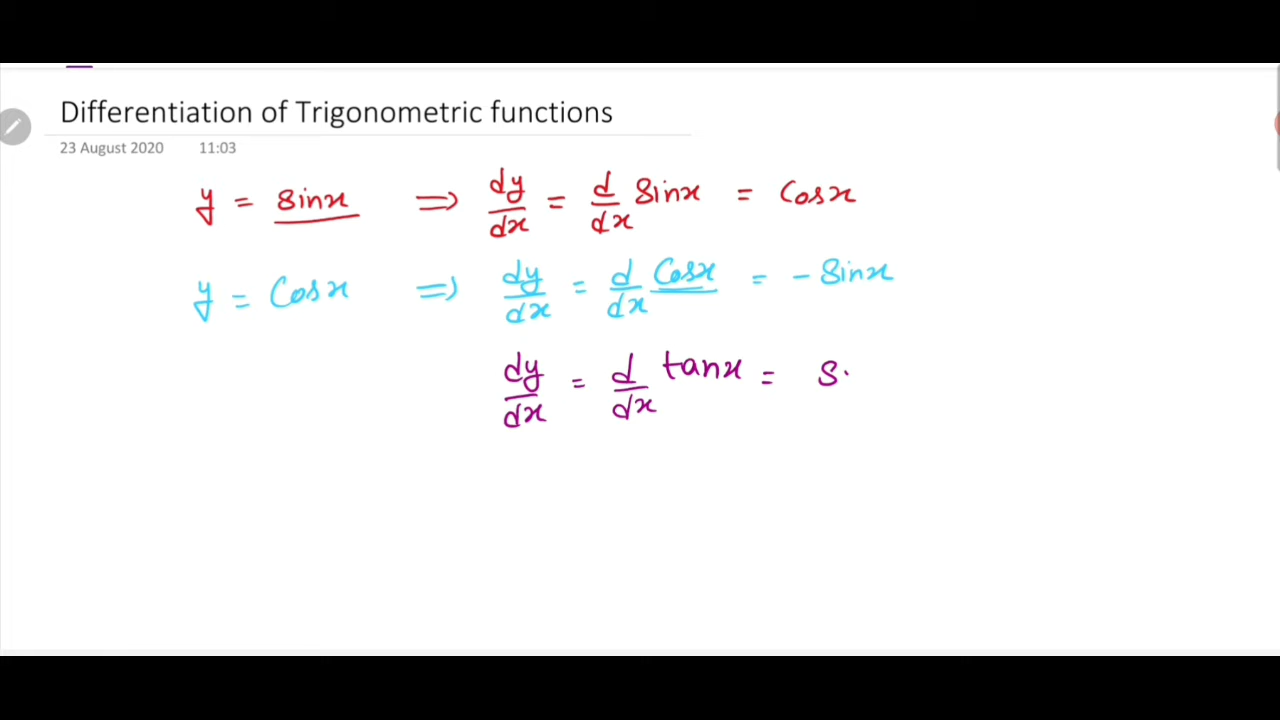 Differentiation of Trigonometric functions
23 August 2020 11:03
y = sinx ⇒ dy/dx = d/dx sinx = cosx
y = Cosx ⇒ dy/dx = d/dx Cosx = - sinx
dy/dx = d/dx tanx = s